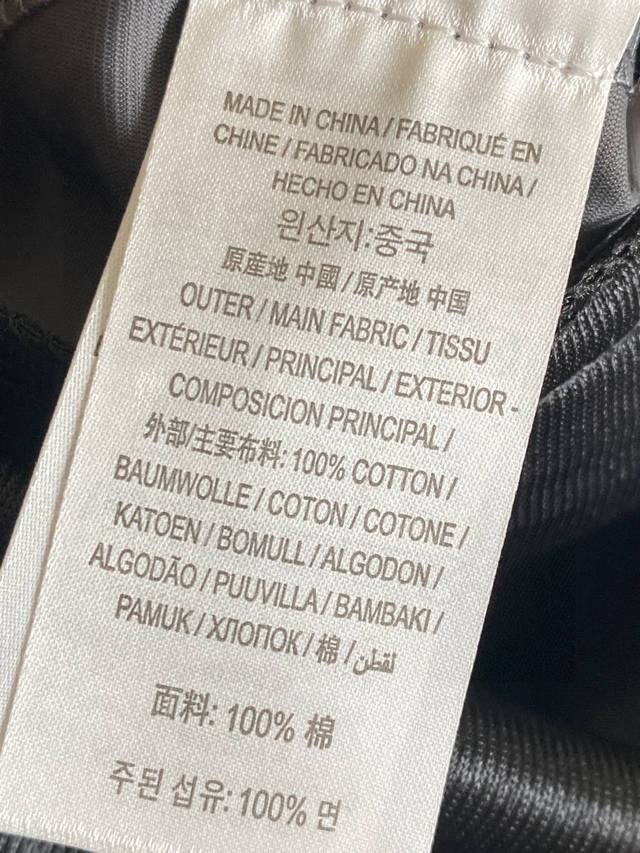 MADE IN CHINA / FABRIQUÉ EN
CHINE / FABRICADO NA CHINA /
HECHO EN CHINA
원산지:중국
原産地 中國 / 原产地 中国
OUTER / MAIN FABRIC / TISSU
EXTÉRIEUR / PRINCIPAL / EXTERIOR -
COMPOSICION PRINCIPAL /
外部/主要布料: 100% COTTON /
BAUMWOLLE / COTON / COTONE /
KATOEN / BOMULL / ALGODON /
ALGODÃO / PUUVILLA / BAMBAKI /
PAMUK / ХЛОПОК / 棉 / لقطن
面料: 100% 棉
주된 섬유: 100% 면